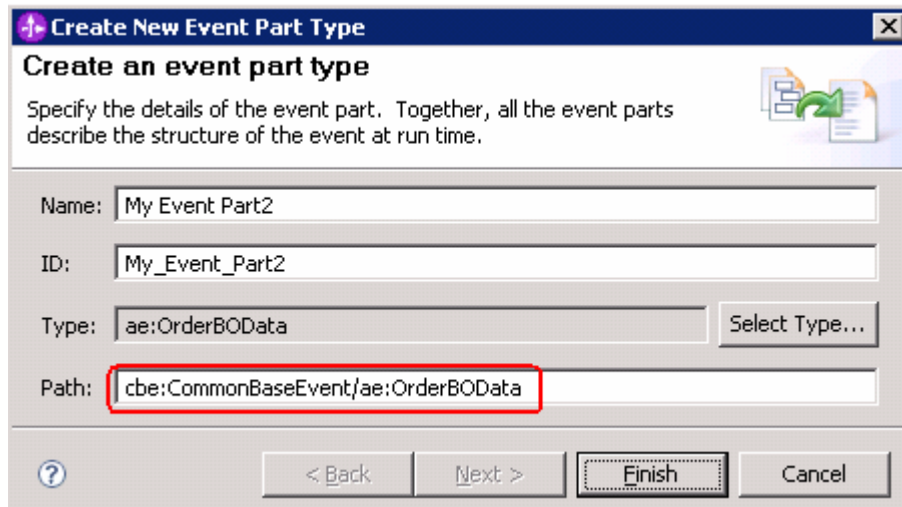 Create New Event Part Type
Create an event part type
Specify the details of the event part. Together, all the event parts
describe the structure of the event at run time.
Name: My Event Part2
ID: My_Event_Part2
Type: ae:OrderBOData Select Type...
Path: cbe:CommonBaseEvent/ae:OrderBOData
? < Back Next > Finish Cancel